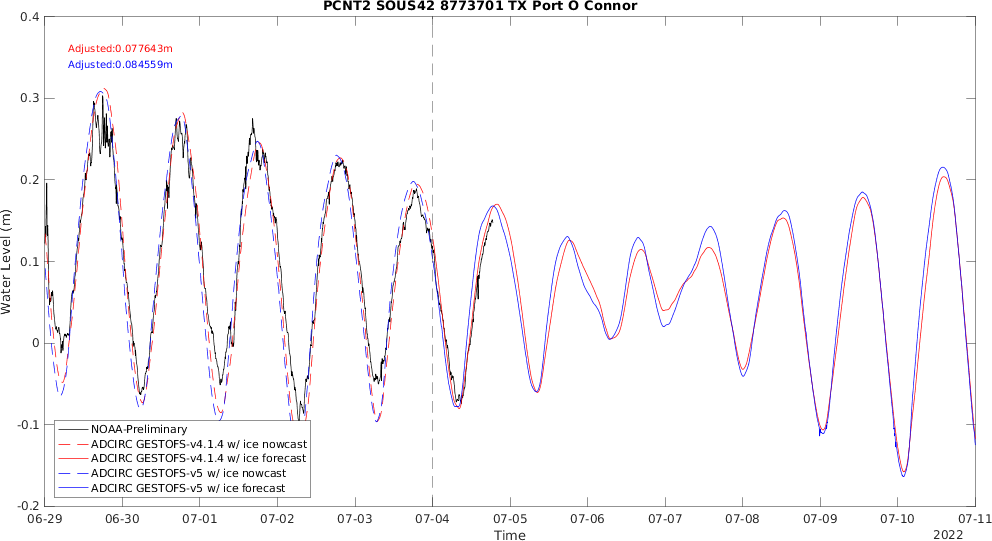 PCNT2 SOUS42 8773701 TX Port O Connor
Adjusted:0.077643m
Adjusted:0.084559m
Water Level (m)
0.4
0.3
0.2
0.1
0
-0.1
-0.2
NOAA-Preliminary
ADCIRC GESTOFS-v4.1.4 w/ ice nowcast
ADCIRC GESTOFS-v4.1.4 w/ ice forecast
ADCIRC GESTOFS-v5 w/ ice nowcast
ADCIRC GESTOFS-v5 w/ ice forecast
06-29 06-30 07-01 07-02 07-03 07-04 07-05 07-06 07-07 07-08 07-09 07-10 07-11
Time
2022